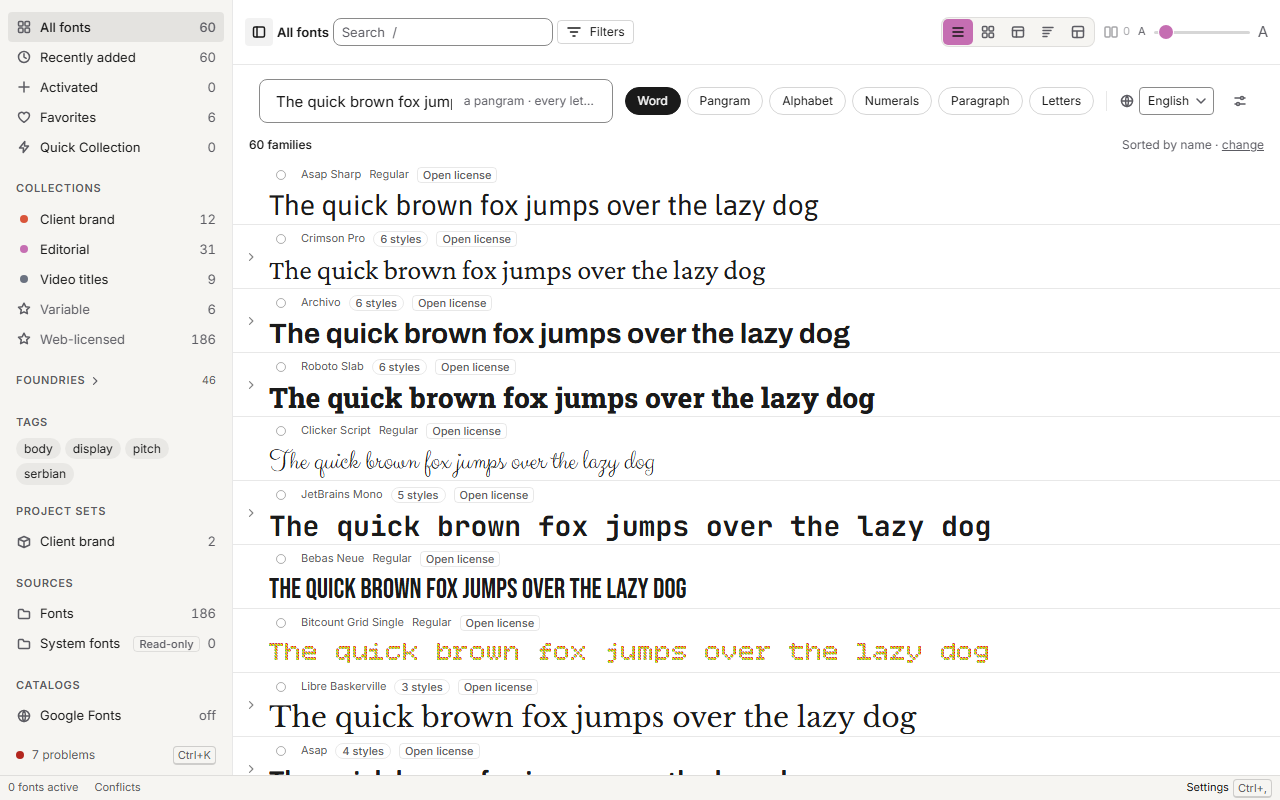 All fonts 60
Recently added 60
Activated 0
Favorites 6
Quick Collection 0
COLLECTIONS
Client brand 12
Editorial 31
Video titles 9
Variable 6
Web-licensed 186
FOUNDRIES 46
TAGS
body display pitch
serbian
PROJECT SETS
Client brand 2
SOURCES
Fonts 186
System fonts Read-only 0
CATALOGS
Google Fonts off
7 problems Ctrl+K
All fonts Search / Filters 0 A A
The quick brown fox jump a pangram · every let... Word Pangram Alphabet Numerals Paragraph Letters English
60 families Sorted by name · change
Asap Sharp Regular Open license
The quick brown fox jumps over the lazy dog
Crimson Pro 6 styles Open license
The quick brown fox jumps over the lazy dog
Archivo 6 styles Open license
The quick brown fox jumps over the lazy dog
Roboto Slab 6 styles Open license
The quick brown fox jumps over the lazy dog
Clicker Script Regular Open license
The quick brown fox jumps over the lazy dog
JetBrains Mono 5 styles Open license
The quick brown fox jumps over the lazy dog
Bebas Neue Regular Open license
THE QUICK BROWN FOX JUMPS OVER THE LAZY DOG
Bitcount Grid Single Regular Open license
The quick brown fox jumps over the lazy dog
Libre Baskerville 3 styles Open license
The quick brown fox jumps over the lazy dog
Asap 4 styles Open license
0 fonts active Conflicts Settings Ctrl+,